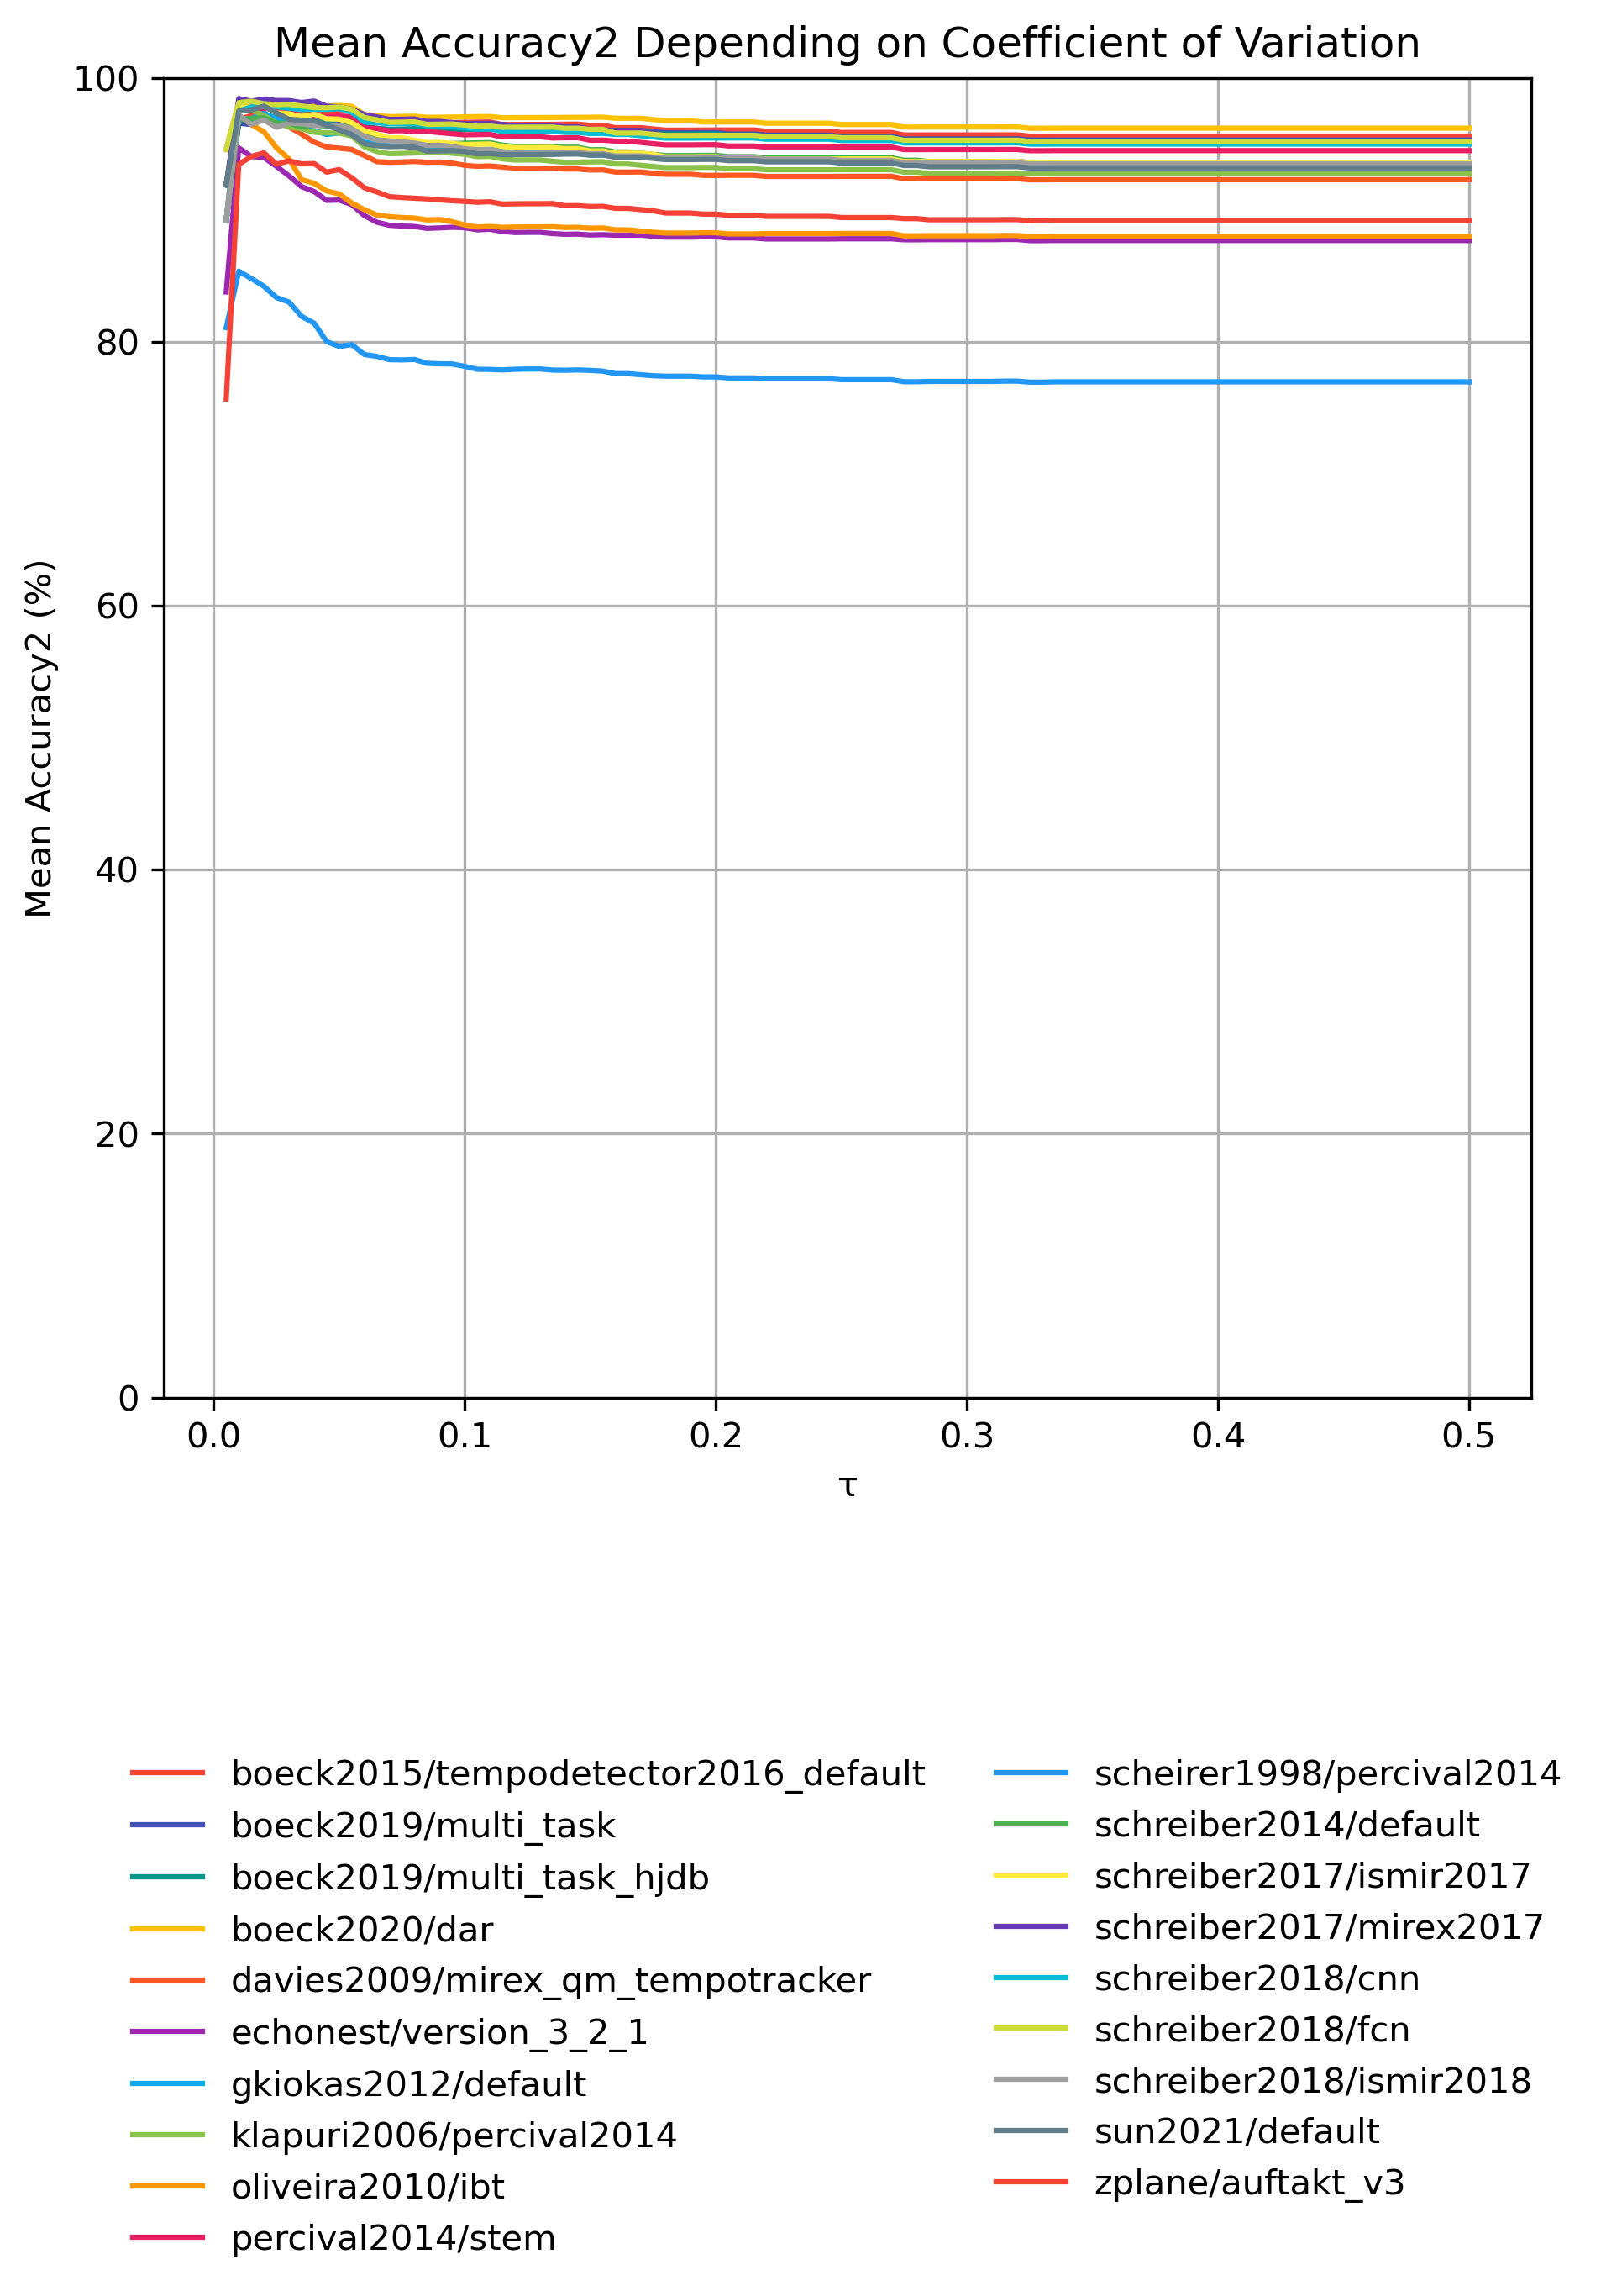 Mean Accuracy2 Depending on Coefficient of Variation
100
80
60
40
20
0
Mean Accuracy2 (%)
0.0 0.1 0.2 0.3 0.4 0.5
τ
boeck2015/tempodetector2016_default
boeck2019/multi_task
boeck2019/multi_task_hjdb
boeck2020/dar
davies2009/mirex_qm_tempotracker
echonest/version_3_2_1
gkiokas2012/default
klapuri2006/percival2014
oliveira2010/ibt
percival2014/stem
scheirer1998/percival2014
schreiber2014/default
schreiber2017/ismir2017
schreiber2017/mirex2017
schreiber2018/cnn
schreiber2018/fcn
schreiber2018/ismir2018
sun2021/default
zplane/auftakt_v3